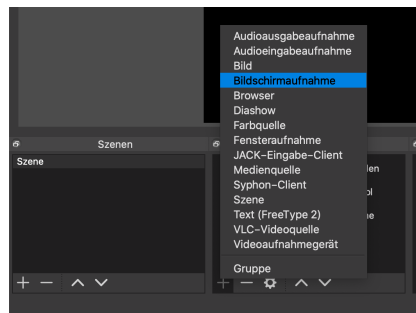 Audioausgabeaufnahme
Audioeingabeaufnahme
Bild
Bildschirmaufnahme
Browser
Diashow
Farbquelle
Fensteraufnahme
JACK-Eingabe-Client
Medienquelle
Syphon-Client
Szene
Text (FreeType 2)
VLC-Videoquelle
Videoaufnahmegerät
Gruppe
Szenen
Szene